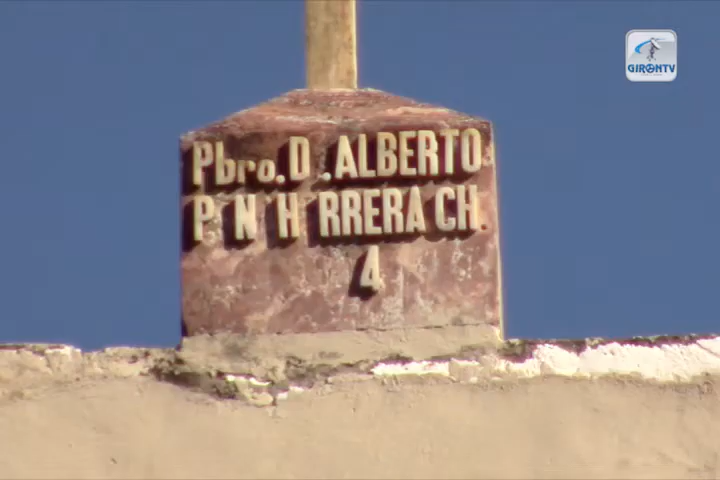 GIRONTV
Pbro. D .ALBERTO
P. N H RRERA CH.
4